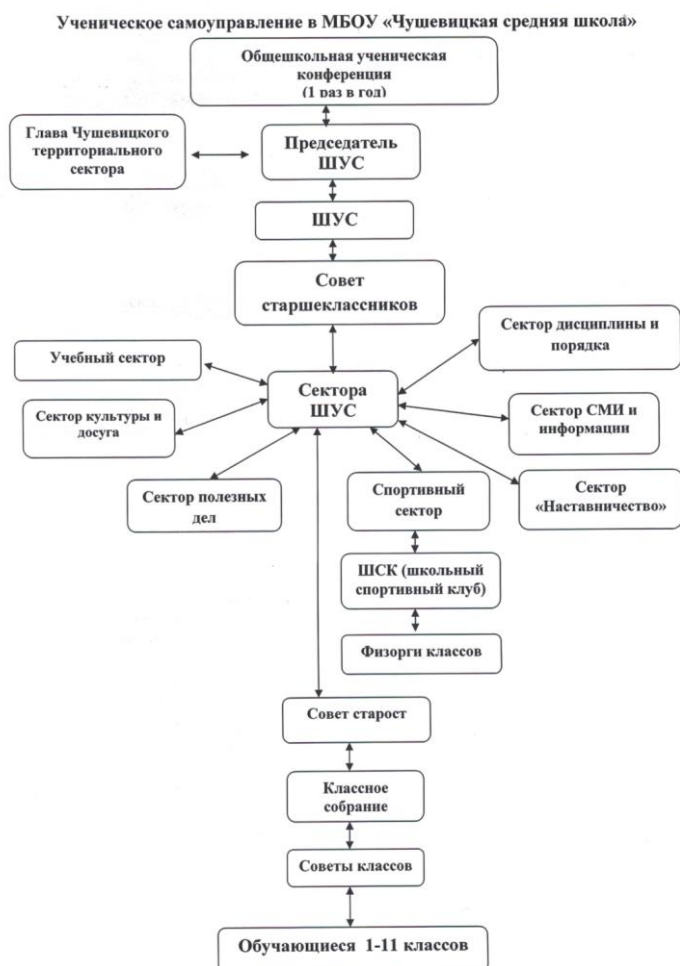 Ученическое самоуправление в МБОУ «Чушевицкая средняя школа»
Общешкольная ученическая
конференция
(1 раз в год)
Глава Чушевицкого
территориального
сектора
Председатель
ШУС
ШУС
Совет
старшеклассников
Сектор дисциплины и
порядка
Учебный сектор
Сектора
ШУС
Сектор культуры и
досуга
Сектор СМИ и
информации
Сектор полезных
дел
Спортивный
сектор
Сектор
«Наставничество»
ШСК (школьный
спортивный клуб)
Физорги классов
Совет старост
Классное
собрание
Советы классов
Обучающиеся 1-11 классов